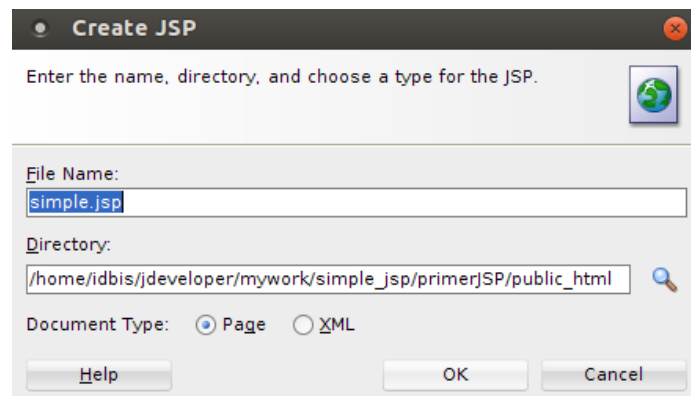 Create JSP
Enter the name, directory, and choose a type for the JSP.
File Name:
simple.jsp
Directory:
/home/idbis/jdeveloper/mywork/simple_jsp/primerJSP/public_html
Document Type: Page XML
Help OK Cancel